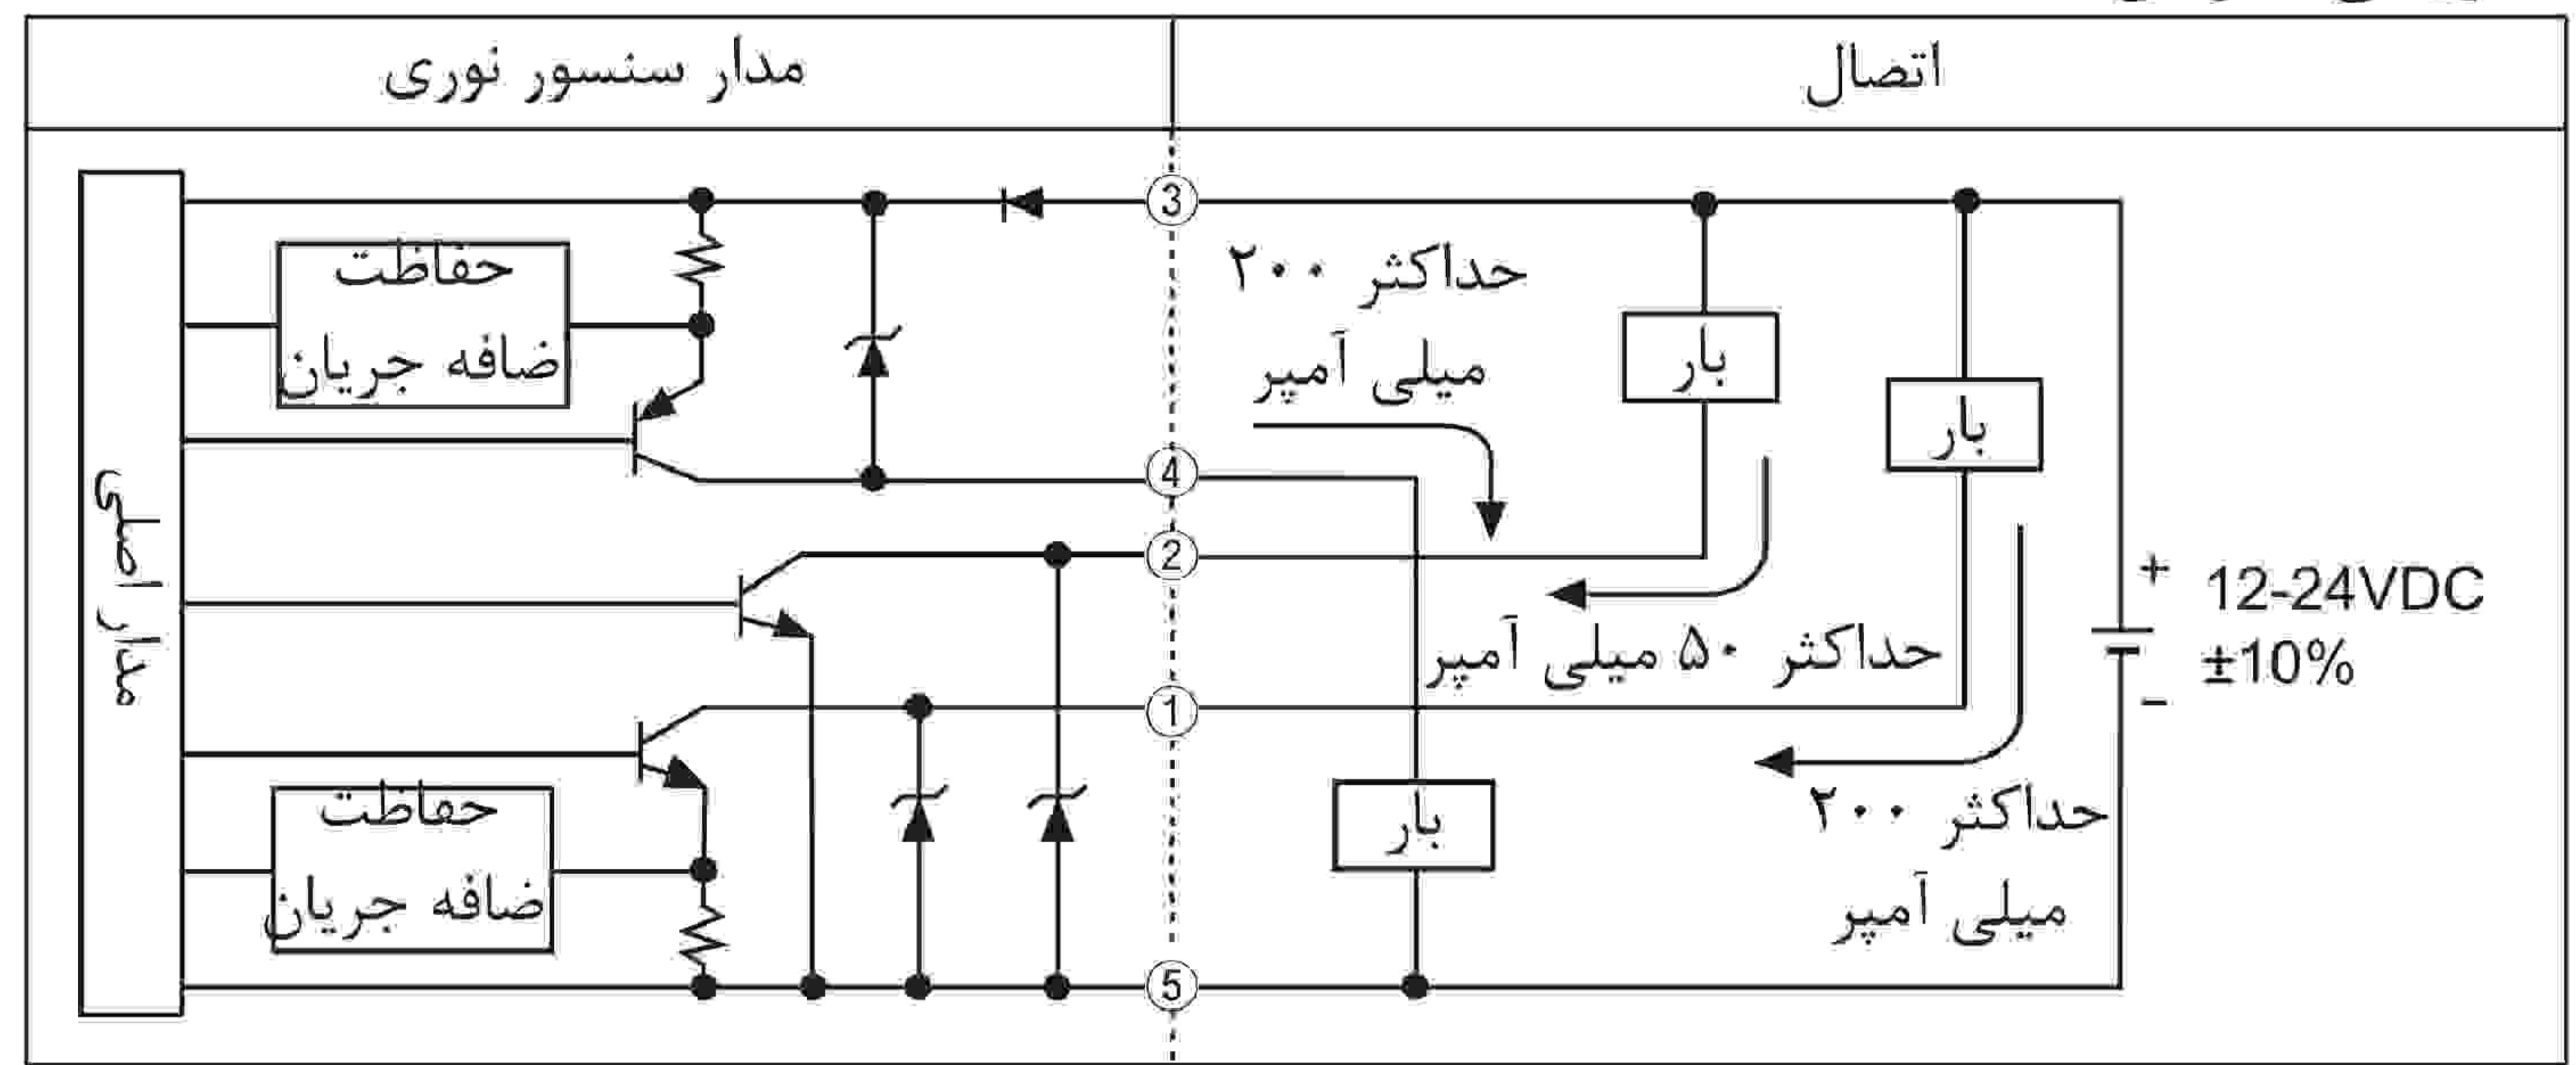 مدار سنسور نوری
اتصال
مدار اصلی
حفاظت
ضافه جریان
حفاظت
ضافه جریان
3
4
2
1
5
حداکثر ۲۰۰
میلی آمپر
بار
بار
حداکثر ۵۰ میلی آمپر
بار
حداکثر ۲۰۰
میلی آمپر
+
12-24VDC
±10%
−